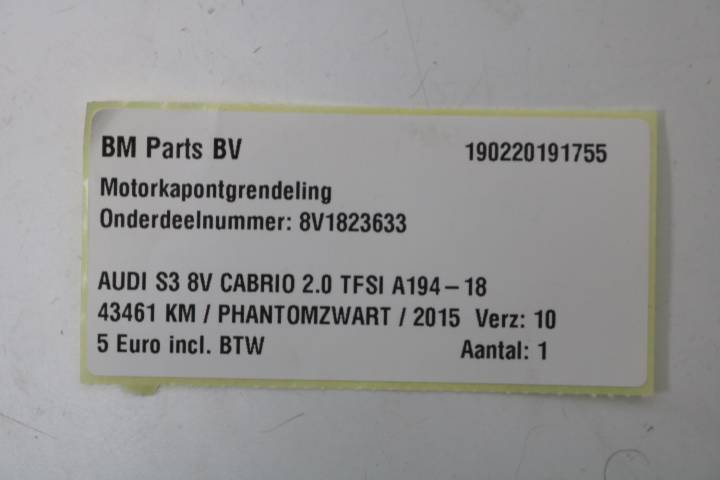 BM Parts BV 190220191755
Motorkapontgrendeling
Onderdeelnummer: 8V1823633
AUDI S3 8V CABRIO 2.0 TFSI A194-18
43461 KM / PHANTOMZWART / 2015 Verz: 10
5 Euro incl. BTW Aantal: 1